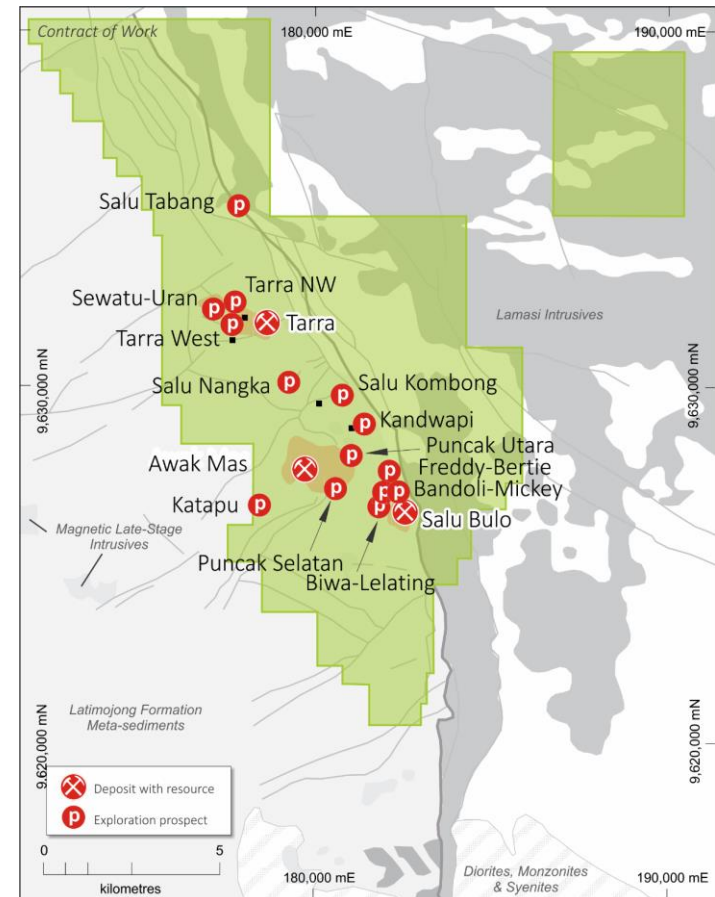 Contract of Work
180,000 mE
190,000 mE
Salu Tabang
Tarra NW
Sewatu-Uran
Tarra
Lamasi Intrusives
Tarra West
9,630,000 mN
9,630,000 mN
Salu Nangka
Salu Kombong
Kandwapi
Puncak Utara
Awak Mas
Freddy-Bertie
Bandoli-Mickey
Katapu
Salu Bulo
Magnetic Late-Stage
Intrusives
Puncak Selatan
Biwa-Lelating
Latimojong Formation
Meta-sediments
9,620,000 mN
9,620,000 mN
Deposit with resource
p Exploration prospect
0 5
kilometres
180,000 mE
Diorites, Monzonites
& Syenites
190,000 mE